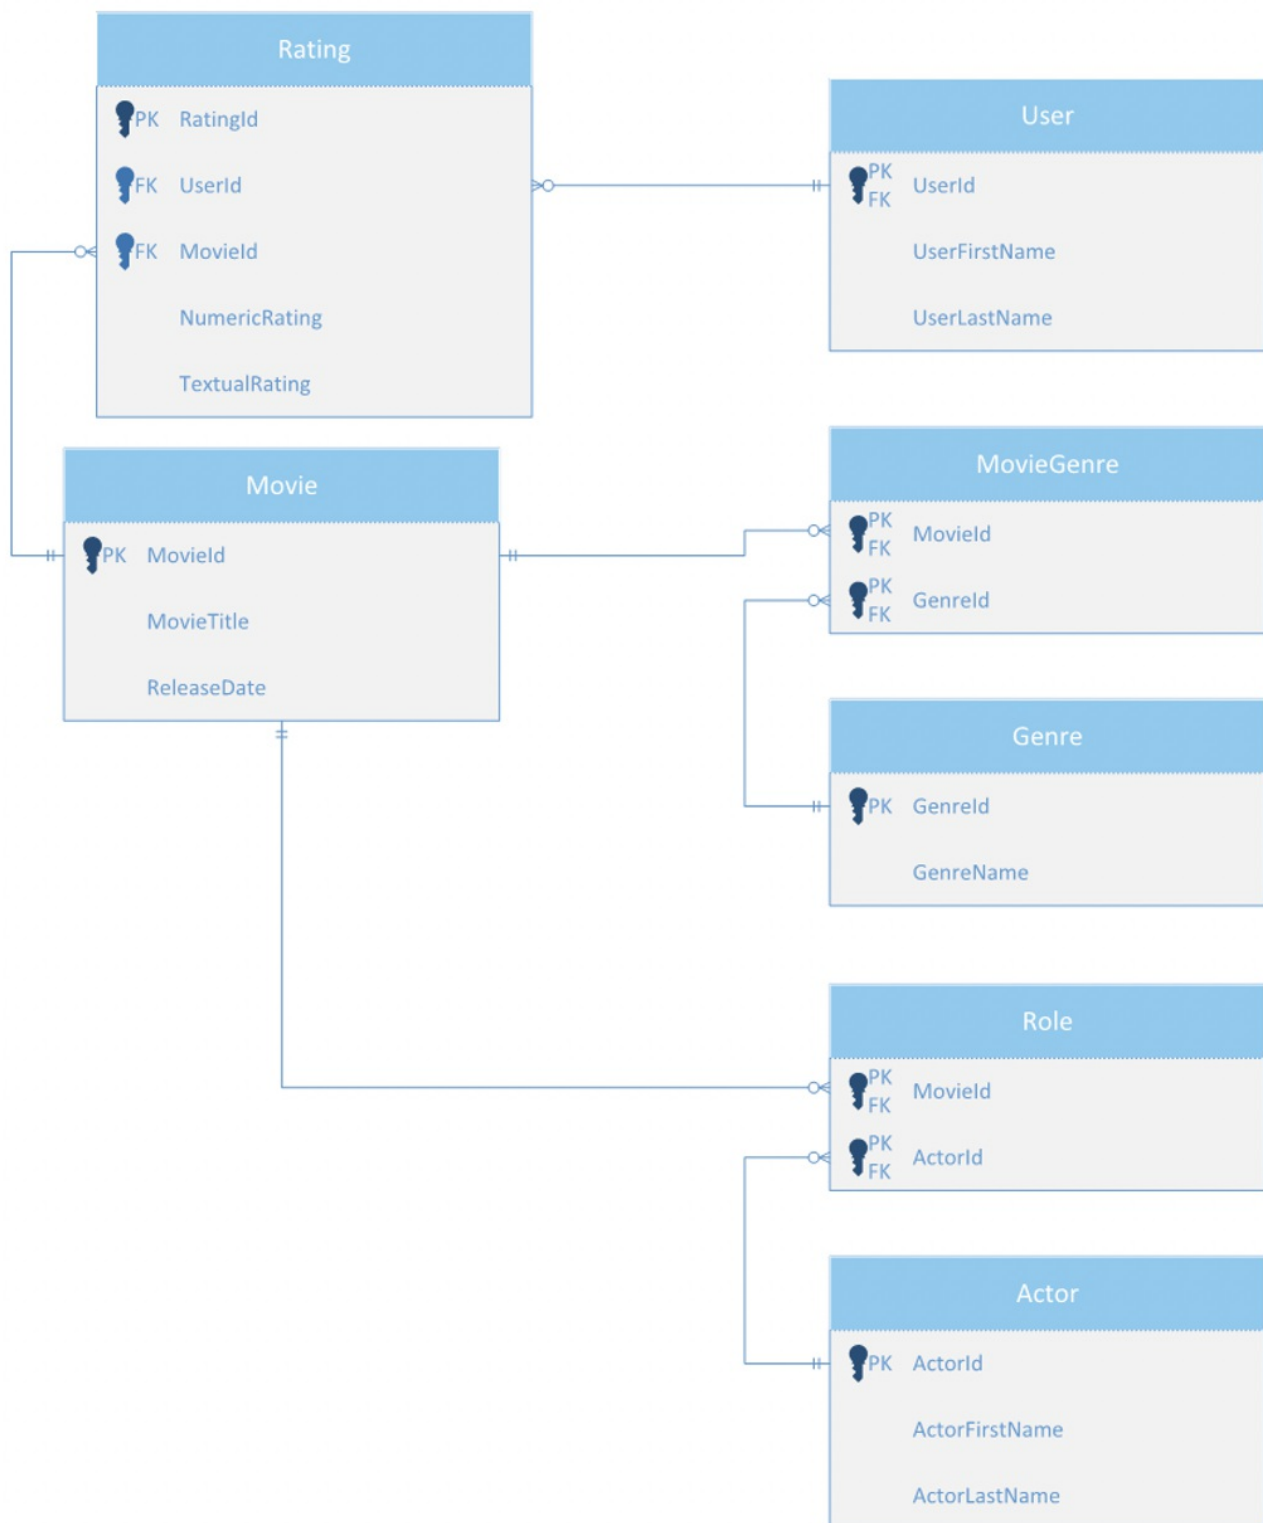 Rating
PK RatingId
FK UserId
FK MovieId
NumericRating
TextualRating
User
PK
FK UserId
UserFirstName
UserLastName
Movie
PK MovieId
MovieTitle
ReleaseDate
MovieGenre
PK
FK MovieId
PK
FK GenreId
Genre
PK GenreId
GenreName
Role
PK
FK MovieId
PK
FK ActorId
Actor
PK ActorId
ActorFirstName
ActorLastName